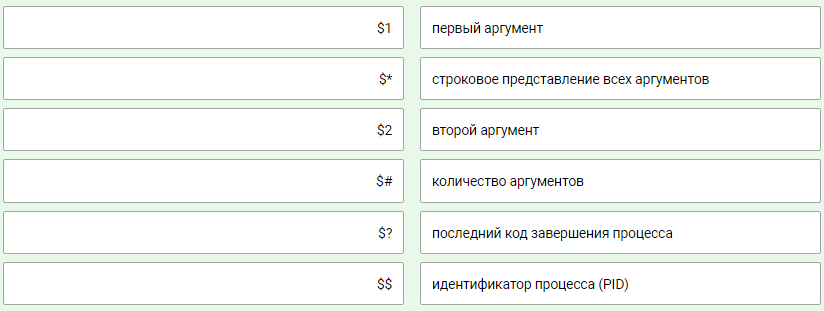 $1 первый аргумент
$* строковое представление всех аргументов
$2 второй аргумент
$# количество аргументов
$? последний код завершения процесса
$$ идентификатор процесса (PID)